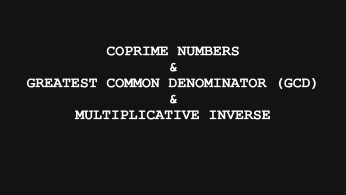 COPRIME NUMBERS
&
GREATEST COMMON DENOMINATOR (GCD)
&
MULTIPLICATIVE INVERSE